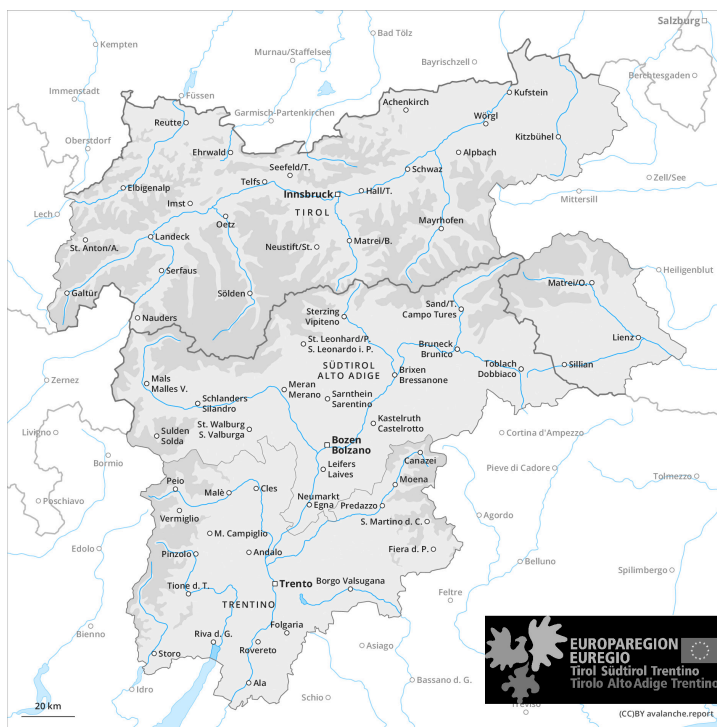 Salzburg
Kempten
Bad Tölz
Murnau/Staffelsee
Bayrischzell
Berchtesgaden
Immenstadt
Füssen
Kufstein
Achenkirch
Garmisch-Partenkirchen
Wörgl
Reutte
Kitzbühel
Oberstdorf
Ehrwald
Alpbach
Seefeld/T.
Schwaz
Telfs
Zell/See
Elbigenalp
Innsbruck
Hall/T.
Mittersill
Imst
TIROL
Lech
Oetz
Mayrhofen
Landeck
St. Anton/A.
Neustift/St.
Matrei/B.
Serfaus
Heiligenblut
Matrei/O.
Galtür
Sölden
Sand/T.
Campo Tures
Nauders
Sterzing
Vipiteno
Lienz
St. Leonhard/P.
S. Leonardo i. P.
Bruneck
Brunico
Toblach
Dobbiaco
Sillian
SÜDTIROL
ALTO ADIGE
Brixen
Bressanone
Zernez
Mals
Malles V.
Meran
Merano
Schlanders
Silandro
Sarnthein
Sarentino
Kastelruth
Castelrotto
St. Walburg
S. Valburga
Livigno
Sulden
Solda
Cortina d'Ampezzo
Bozen
Bolzano
Canazei
Bormio
Leifers
Laives
Pieve di Cadore
Peio
Moena
Tolmezzo
Malè
Cles
Poschiavo
Neumarkt
Egna
Predazzo
Vermiglio
S. Martino d. C.
Agordo
M. Campiglio
Edolo
Pinzolo
Andalo
Fiera d. P.
Belluno
Spilimbergo
Trento
Borgo Valsugana
Tione d. T.
Feltre
TRENTINO
Bienno
Folgaria
Riva d. G.
Rovereto
Asiago
Storo
Ala
Bassano d. G.
Idro
Schio
Treviso
20 km
EUROPAREGION
EUREGIO
Tirol Südtirol Trentino
Tirolo AltoAdige Trentino
(CC)BY avalanche.report